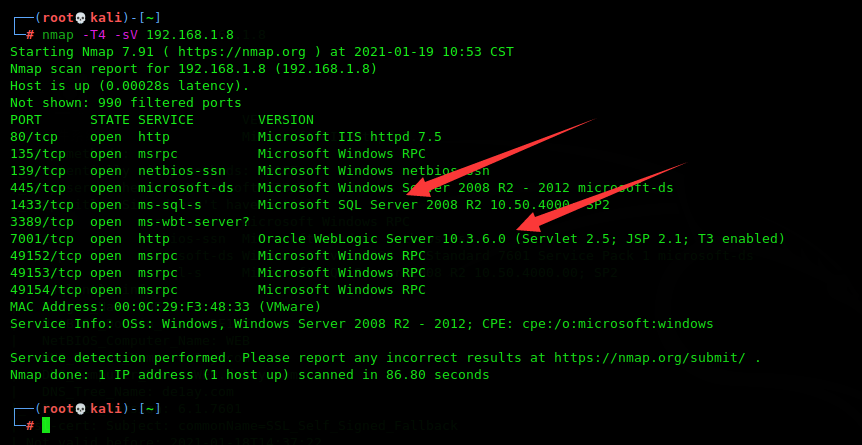 ┌──(root💀kali)-[~]
└─# nmap -T4 -sV 192.168.1.8
Starting Nmap 7.91 ( https://nmap.org ) at 2021-01-19 10:53 CST
Nmap scan report for 192.168.1.8 (192.168.1.8)
Host is up (0.00028s latency).
Not shown: 990 filtered ports
PORT      STATE SERVICE        VERSION
80/tcp    open  http           Microsoft IIS httpd 7.5
135/tcp   open  msrpc          Microsoft Windows RPC
139/tcp   open  netbios-ssn    Microsoft Windows netbios-ssn
445/tcp   open  microsoft-ds   Microsoft Windows Server 2008 R2 - 2012 microsoft-ds
1433/tcp  open  ms-sql-s       Microsoft SQL Server 2008 R2 10.50.4000; SP2
3389/tcp  open  ms-wbt-server?
7001/tcp  open  http           Oracle WebLogic Server 10.3.6.0 (Servlet 2.5; JSP 2.1; T3 enabled)
49152/tcp open  msrpc          Microsoft Windows RPC
49153/tcp open  msrpc          Microsoft Windows RPC
49154/tcp open  msrpc          Microsoft Windows RPC
MAC Address: 00:0C:29:F3:48:33 (VMware)
Service Info: OSs: Windows, Windows Server 2008 R2 - 2012; CPE: cpe:/o:microsoft:windows

Service detection performed. Please report any incorrect results at https://nmap.org/submit/ .
Nmap done: 1 IP address (1 host up) scanned in 86.80 seconds

┌──(root💀kali)-[~]
└─#